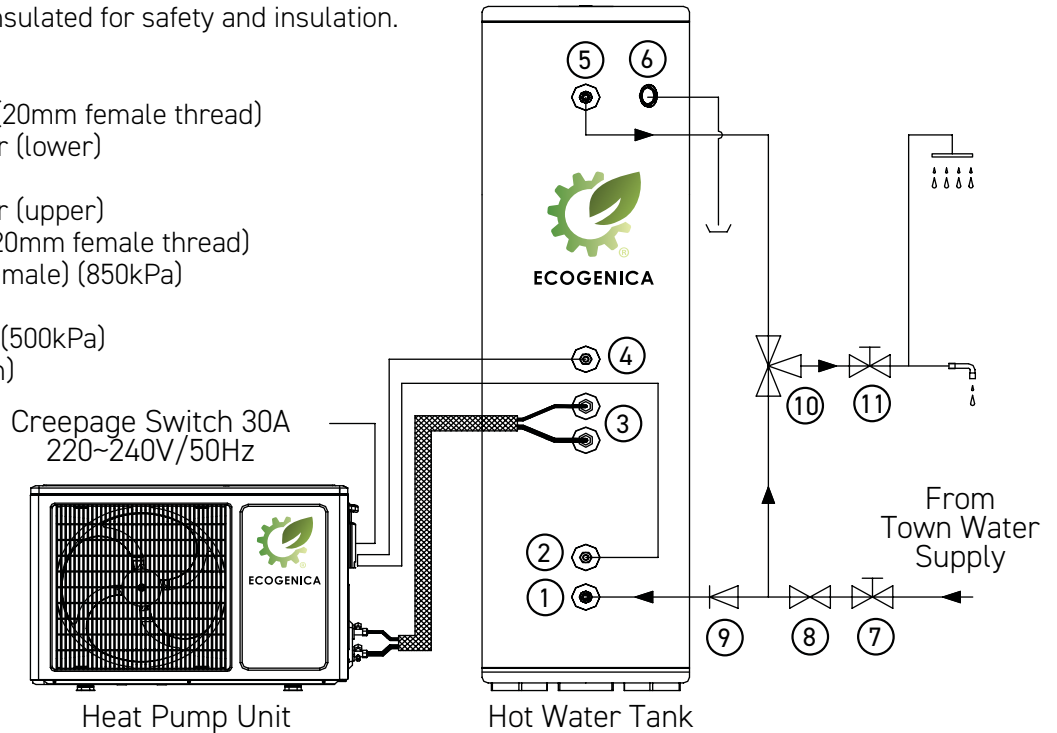 nsulated for safety and insulation.
(20mm female thread)
r (lower)
r (upper)
20mm female thread)
male) (850kPa)
(500kPa)
)
Creepage Switch 30A
220~240V/50Hz
5
6
ECOGENICA
®
4
3
2
1
10
11
From
Town Water
Supply
9
8
7
ECOGENICA
®
Heat Pump Unit
Hot Water Tank